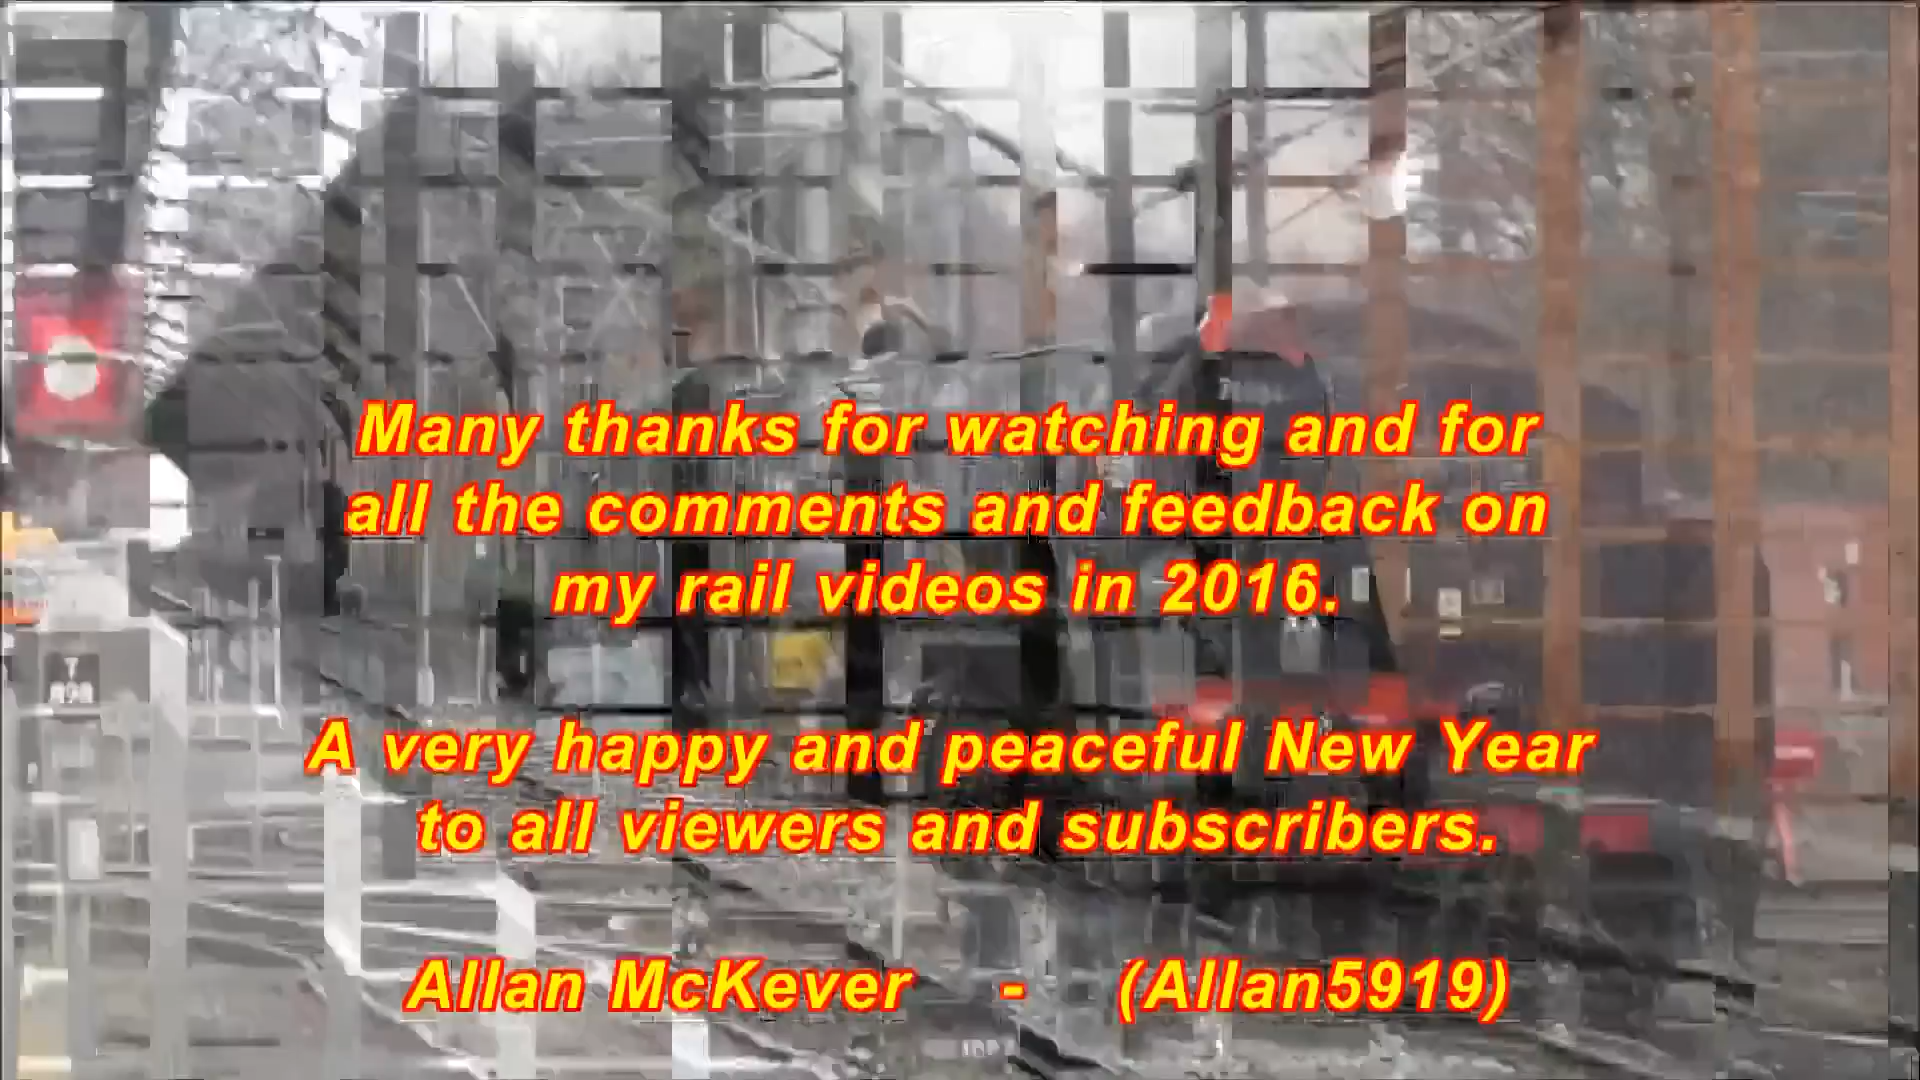 Many thanks for watching and for
all the comments and feedback on
my rail videos in 2016.
A very happy and peaceful New Year
to all viewers and subscribers.
Allan McKever - (Allan5919)